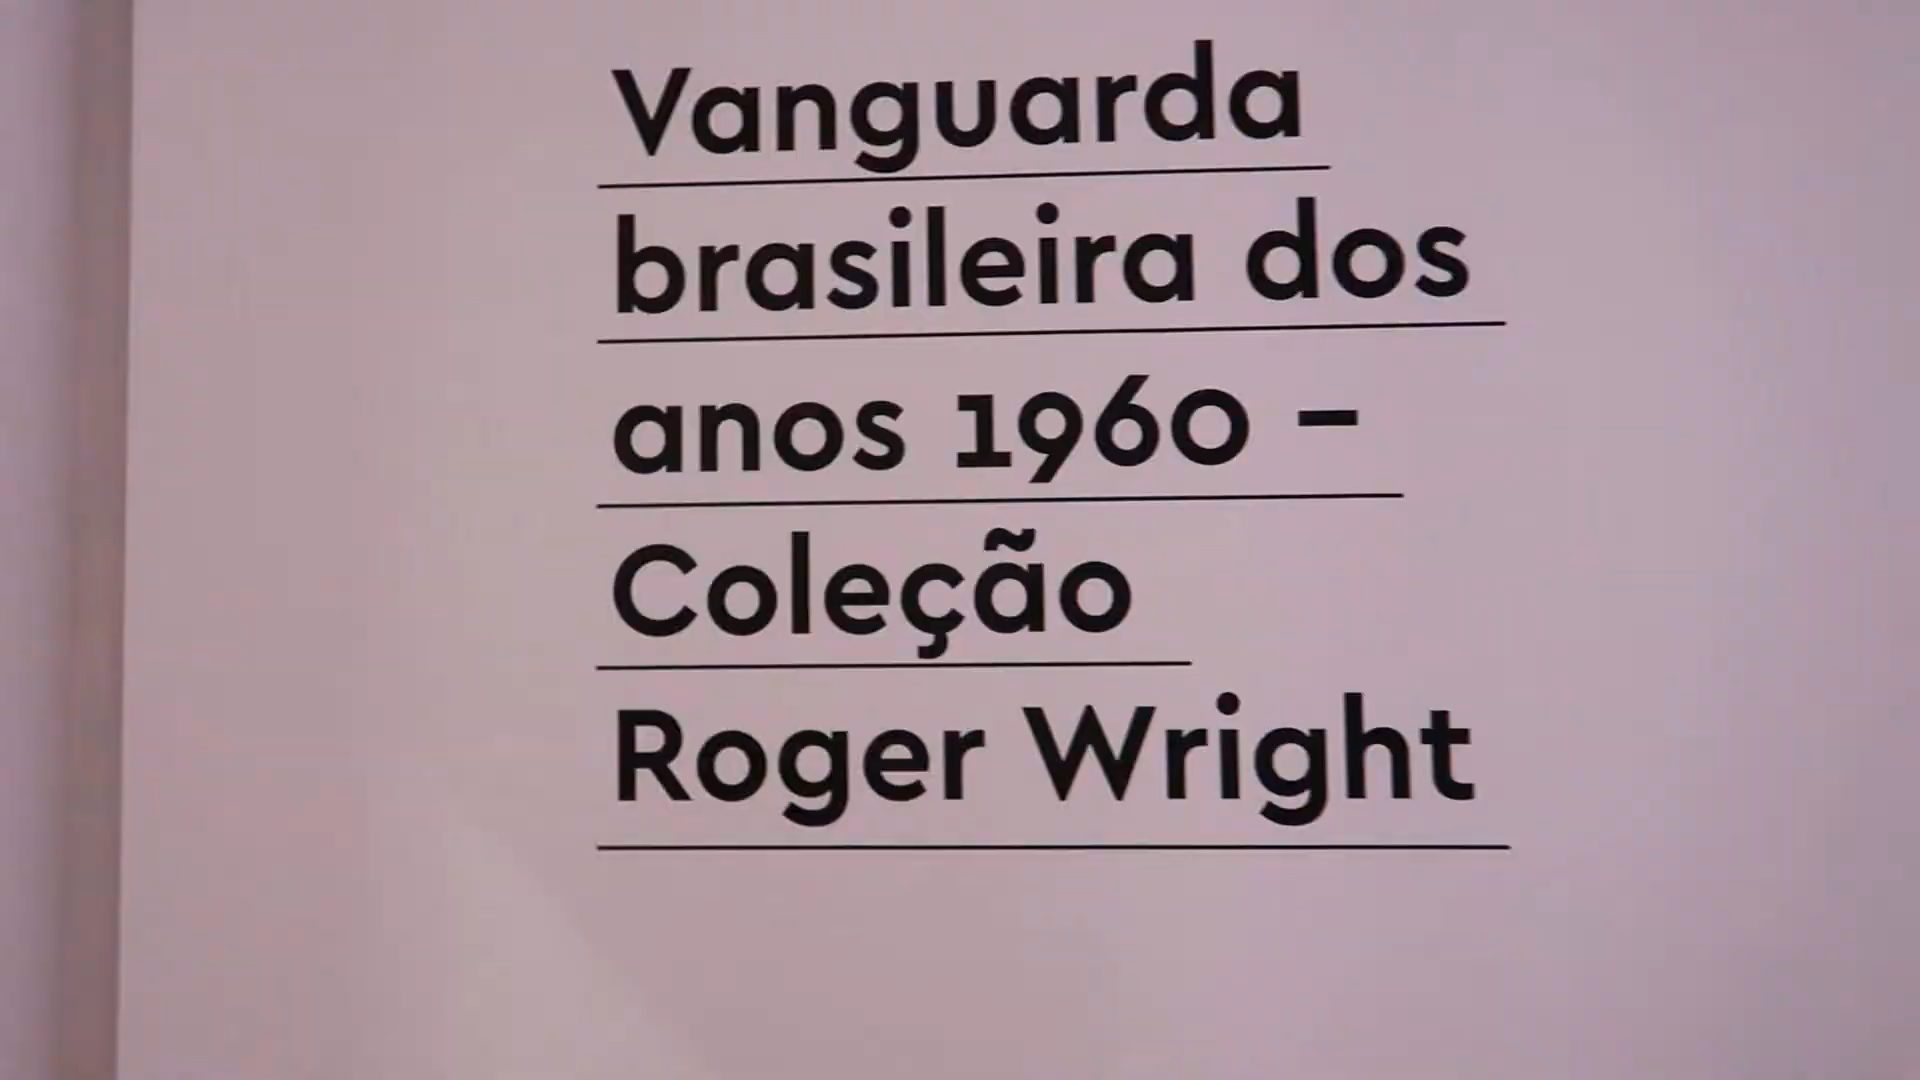 Vanguarda
brasileira dos
anos 1960 –
Coleção
Roger Wright